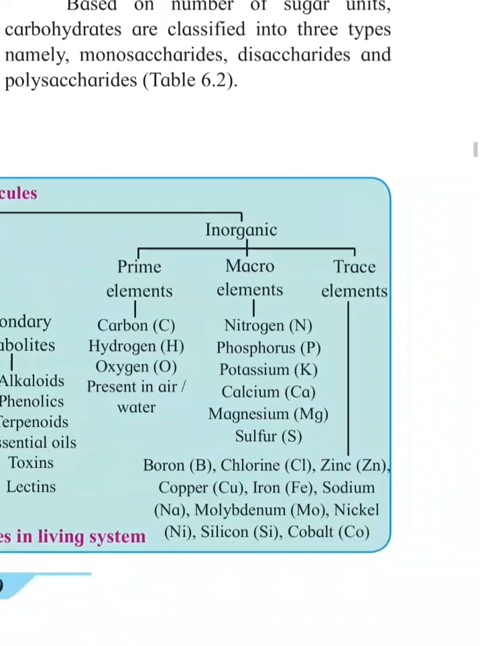 Based on number of sugar units,
carbohydrates are classified into three types
namely, monosaccharides, disaccharides and
polysaccharides (Table 6.2).
cules
Inorganic
Prime
elements
Carbon (C)
Hydrogen (H)
Oxygen (O)
Present in air /
water
Macro
elements
Nitrogen (N)
Phosphorus (P)
Potassium (K)
Calcium (Ca)
Magnesium (Mg)
Sulfur (S)
Trace
elements
Boron (B), Chlorine (Cl), Zinc (Zn),
Copper (Cu), Iron (Fe), Sodium
(Na), Molybdenum (Mo), Nickel
(Ni), Silicon (Si), Cobalt (Co)
ondary
abolites
Alkaloids
Phenolics
Terpenoids
ssential oils
Toxins
Lectins
es in living system